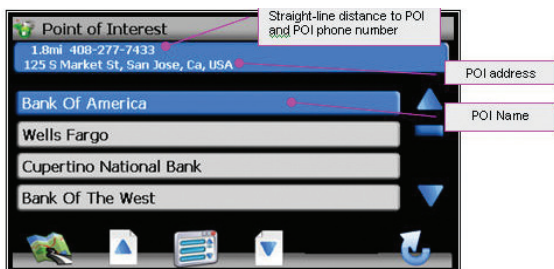 Point of Interest
Straight-line distance to POI
and POI phone number
1.8mi 408-277-7433
125 S Market St, San Jose, Ca, USA
POI address
Bank Of America
POI Name
Wells Fargo
Cupertino National Bank
Bank Of The West